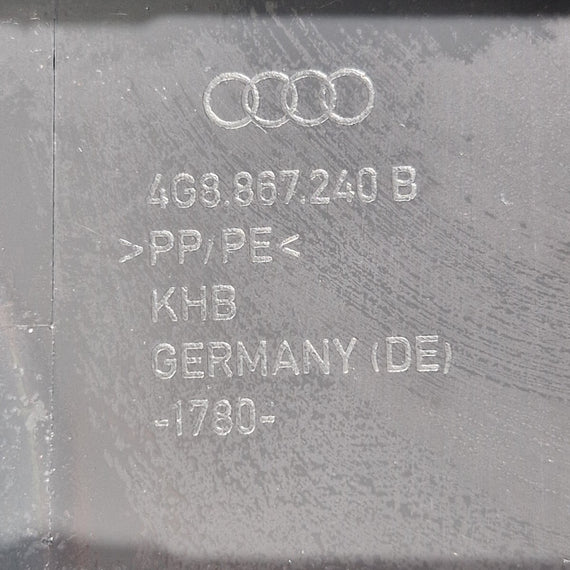 4G8.867.240 B
>PP/PE<
KHB
GERMANY (DE)
-1780-